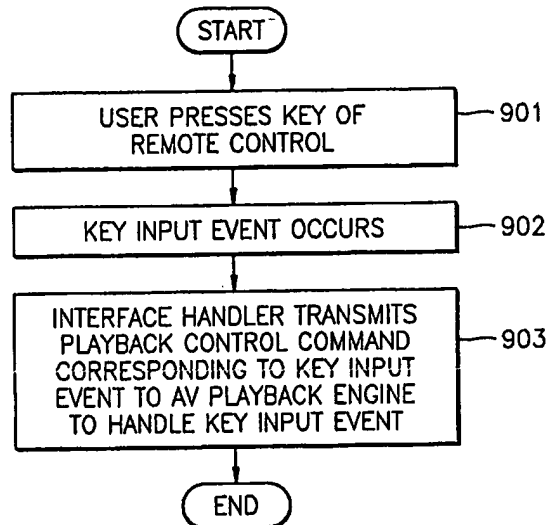 START
USER PRESSES KEY OF
REMOTE CONTROL
901
KEY INPUT EVENT OCCURS
902
INTERFACE HANDLER TRANSMITS
PLAYBACK CONTROL COMMAND
CORRESPONDING TO KEY INPUT
EVENT TO AV PLAYBACK ENGINE
TO HANDLE KEY INPUT EVENT
903
END